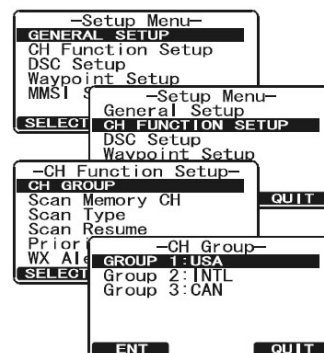 —Setup Menu—
GENERAL SETUP
CH Function Setup
DSC Setup
Waypoint Setup
MMSI
SELECT
—Setup Menu—
General Setup
CH FUNCTION SETUP
DSC Setup
Waypoint Setup
QUIT
—CH Function Setup—
CH GROUP
Scan Memory CH
Scan Type
Scan Resume
WX
SELECT
—CH Group—
GROUP 1:USA
Group 2:INTL
Group 3:CAN
ENT
QUIT